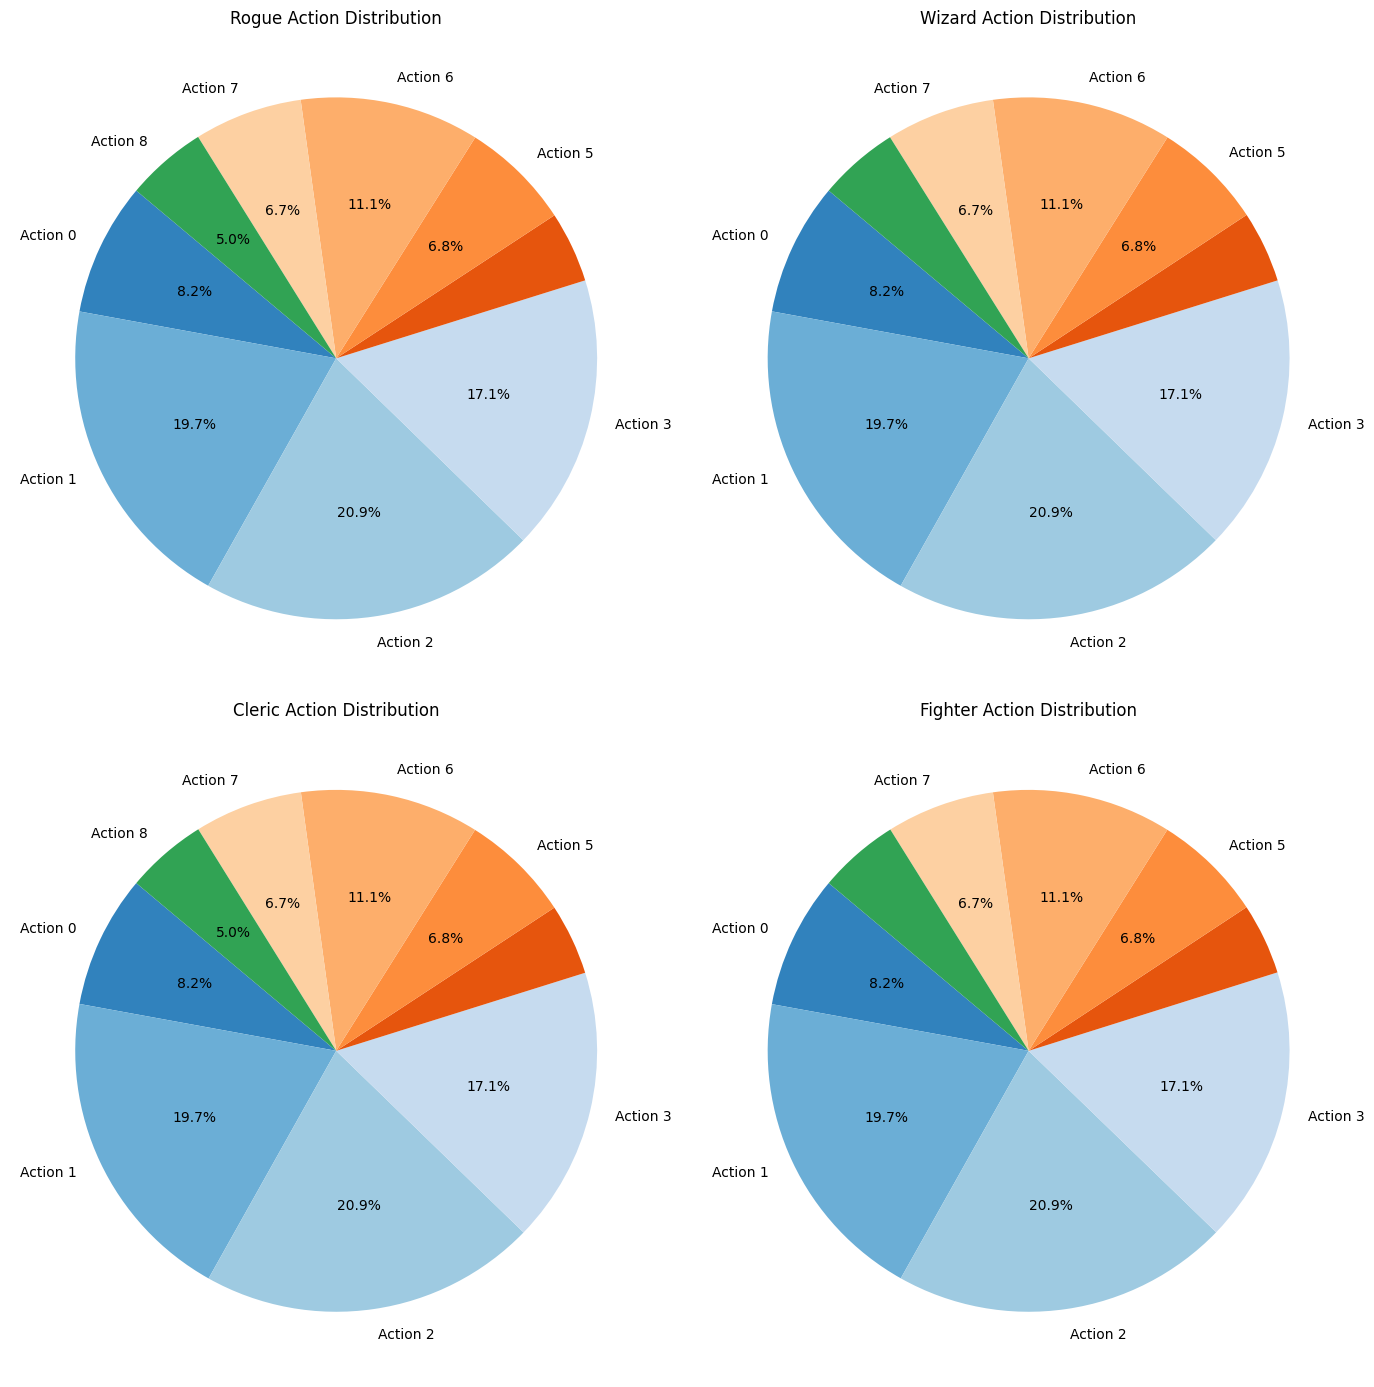 Rogue Action Distribution
Action 0
8.2%
Action 1
19.7%
Action 2
20.9%
Action 3
17.1%
Action 5
6.8%
Action 6
11.1%
Action 7
6.7%
Action 8
5.0%
Wizard Action Distribution
Action 0
8.2%
Action 1
19.7%
Action 2
20.9%
Action 3
17.1%
Action 5
6.8%
Action 6
11.1%
Action 7
6.7%
Cleric Action Distribution
Action 0
8.2%
Action 1
19.7%
Action 2
20.9%
Action 3
17.1%
Action 5
6.8%
Action 6
11.1%
Action 7
6.7%
Action 8
5.0%
Fighter Action Distribution
Action 0
8.2%
Action 1
19.7%
Action 2
20.9%
Action 3
17.1%
Action 5
6.8%
Action 6
11.1%
Action 7
6.7%